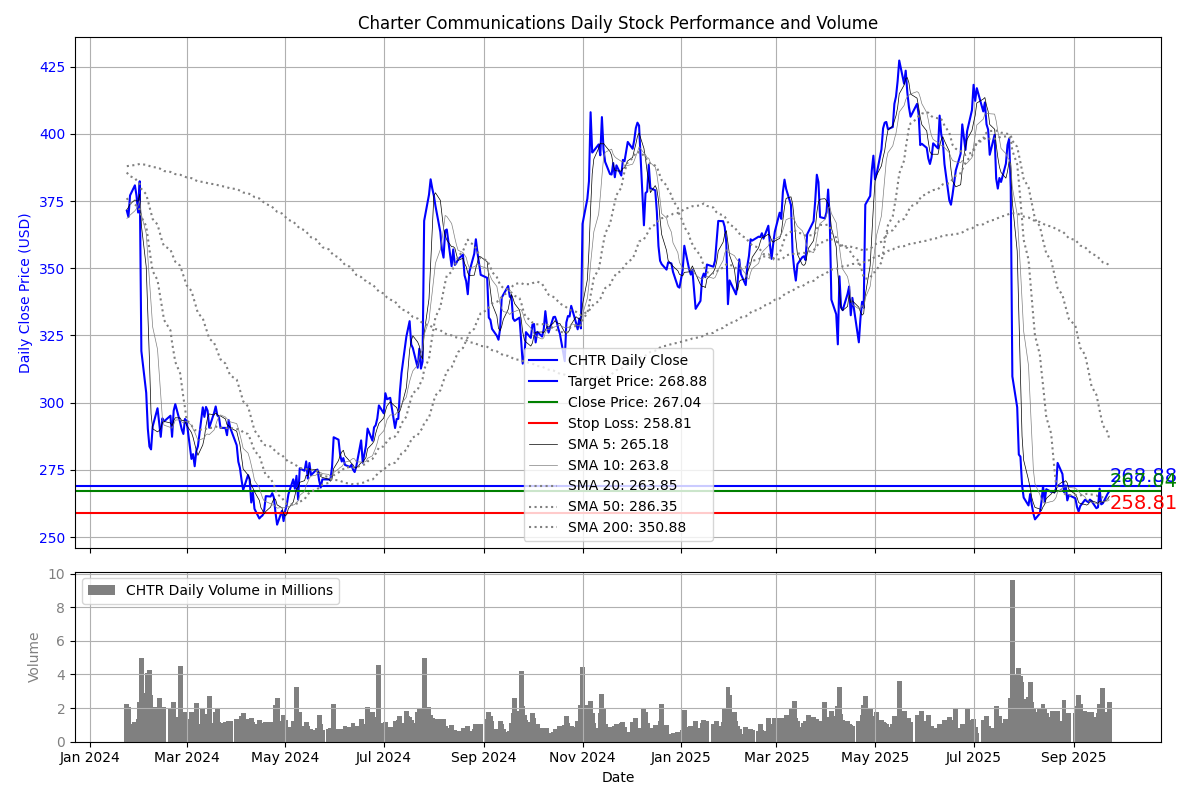 Charter Communications Daily Stock Performance and Volume
Daily Close Price (USD)
425
400
375
350
325
300
275
250
CHTR Daily Close
Target Price: 268.88
Close Price: 267.04
Stop Loss: 258.81
SMA 5: 265.18
SMA 10: 263.8
SMA 20: 263.85
SMA 50: 286.35
SMA 200: 350.88
268.88
267.04
258.81
Volume
10
8
6
4
2
0
CHTR Daily Volume in Millions
Jan 2024
Mar 2024
May 2024
Jul 2024
Sep 2024
Nov 2024
Jan 2025
Mar 2025
May 2025
Jul 2025
Sep 2025
Date